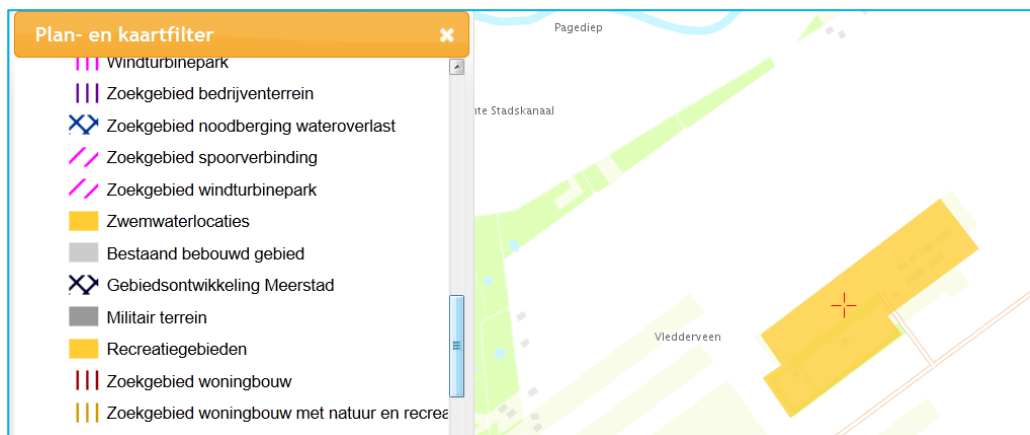 Plan- en kaartfilter
Windturbinepark
Zoekgebied bedrijventerrein
Zoekgebied noodberging wateroverlast
Zoekgebied spoorverbinding
Zoekgebied windturbinepark
Zwemwaterlocaties
Bestaand bebouwd gebied
Gebiedsontwikkeling Meerstad
Militair terrein
Recreatiegebieden
Zoekgebied woningbouw
Zoekgebied woningbouw met natuur en recrea
Pagediep
nte Stadskanaal
Vledderveen